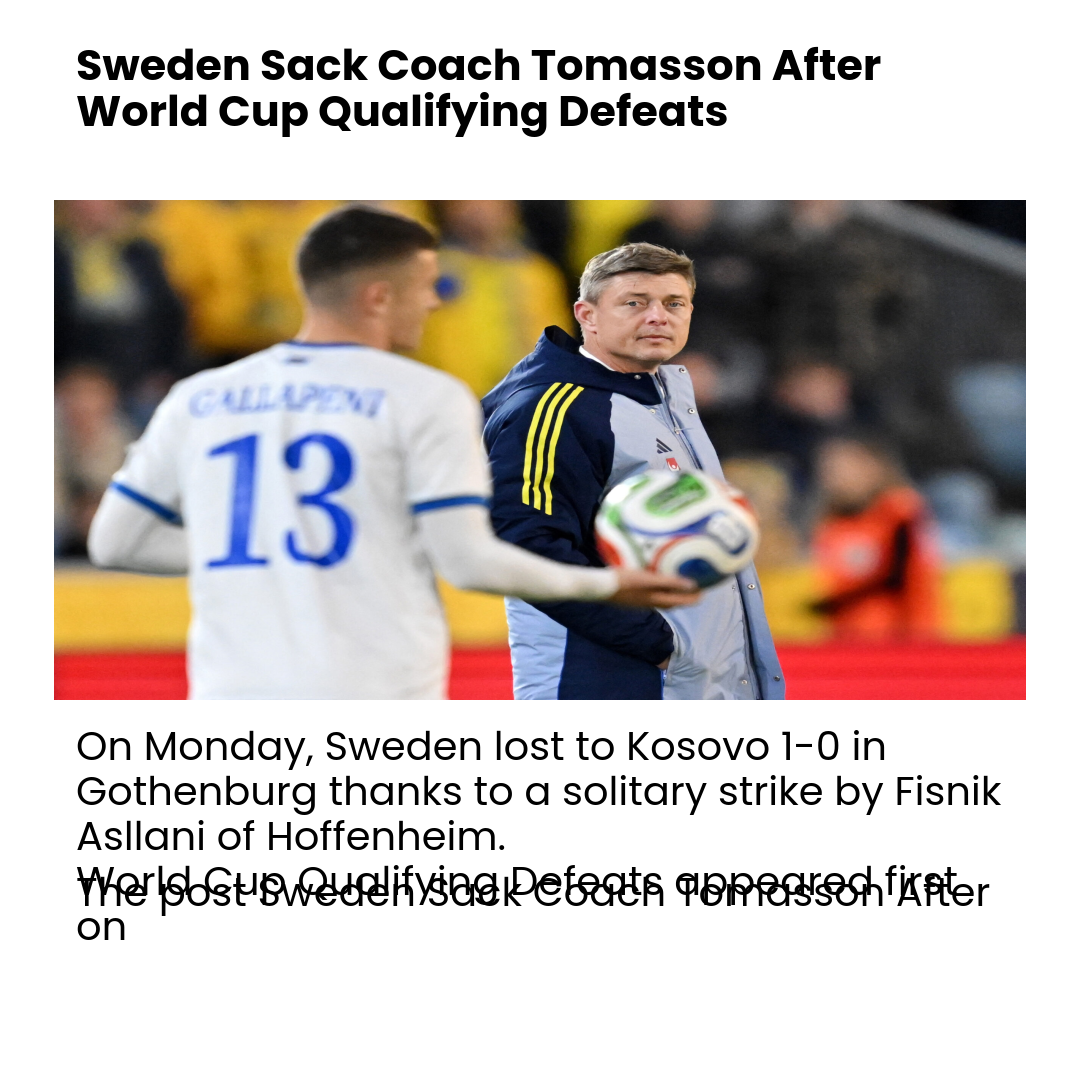 Sweden Sack Coach Tomasson After
World Cup Qualifying Defeats
GALLAPENI
13
On Monday, Sweden lost to Kosovo 1-0 in
Gothenburg thanks to a solitary strike by Fisnik
Asllani of Hoffenheim.
The post Sweden Sack Coach Tomasson After
World Cup Qualifying Defeats appeared first
on